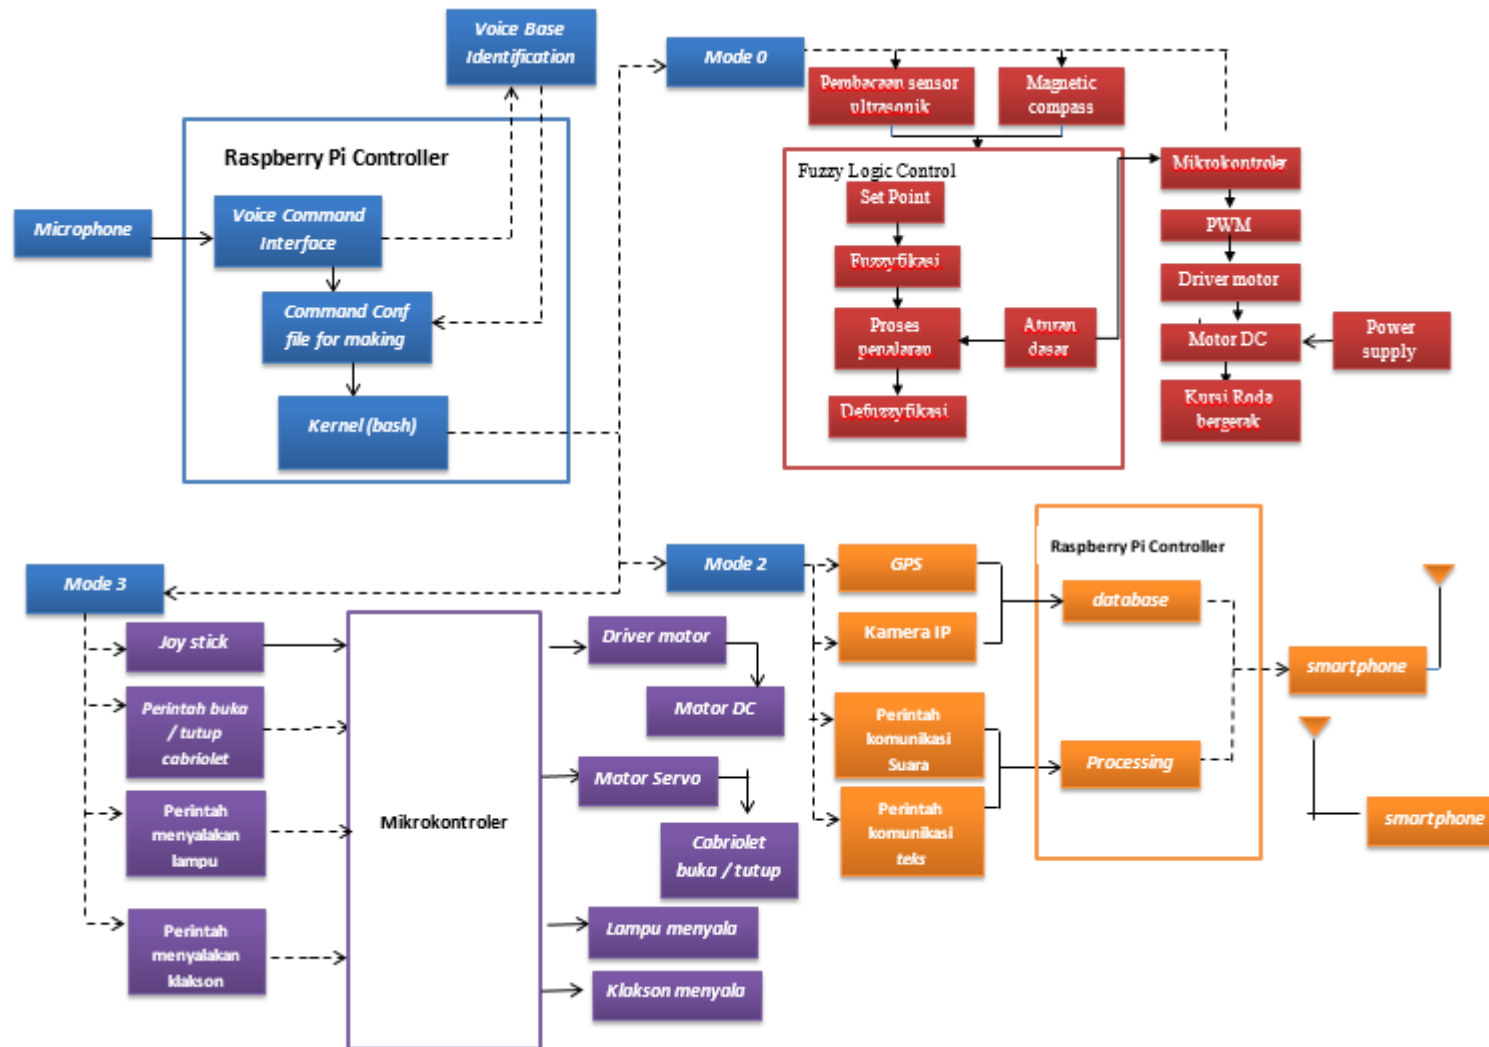 Voice Base
Identification
Raspberry Pi Controller
Microphone
Voice Command
Interface
Command Conf
file for making
Kernel (bash)
Mode 0
Pembacaan sensor
ultrasonik
Magnetic
compass
Fuzzy Logic Control
Set Point
Fuzzyfikasi
Proses
penalaran
Aturan
dasar
Defuzzyfikasi
Mikrokontroler
PWM
Driver motor
Motor DC
Power
supply
Kursi Roda
bergerak
Mode 3
Joy stick
Perintah buka
/ tutup
cabriolet
Perintah
menyalakan
lampu
Perintah
menyalakan
klakson
Mikrokontroler
Driver motor
Motor DC
Motor Servo
Cabriolet
buka / tutup
Lampu menyala
Klakson menyala
Mode 2
GPS
Kamera IP
Perintah
komunikasi
Suara
Perintah
komunikasi
teks
Raspberry Pi Controller
database
Processing
smartphone
smartphone